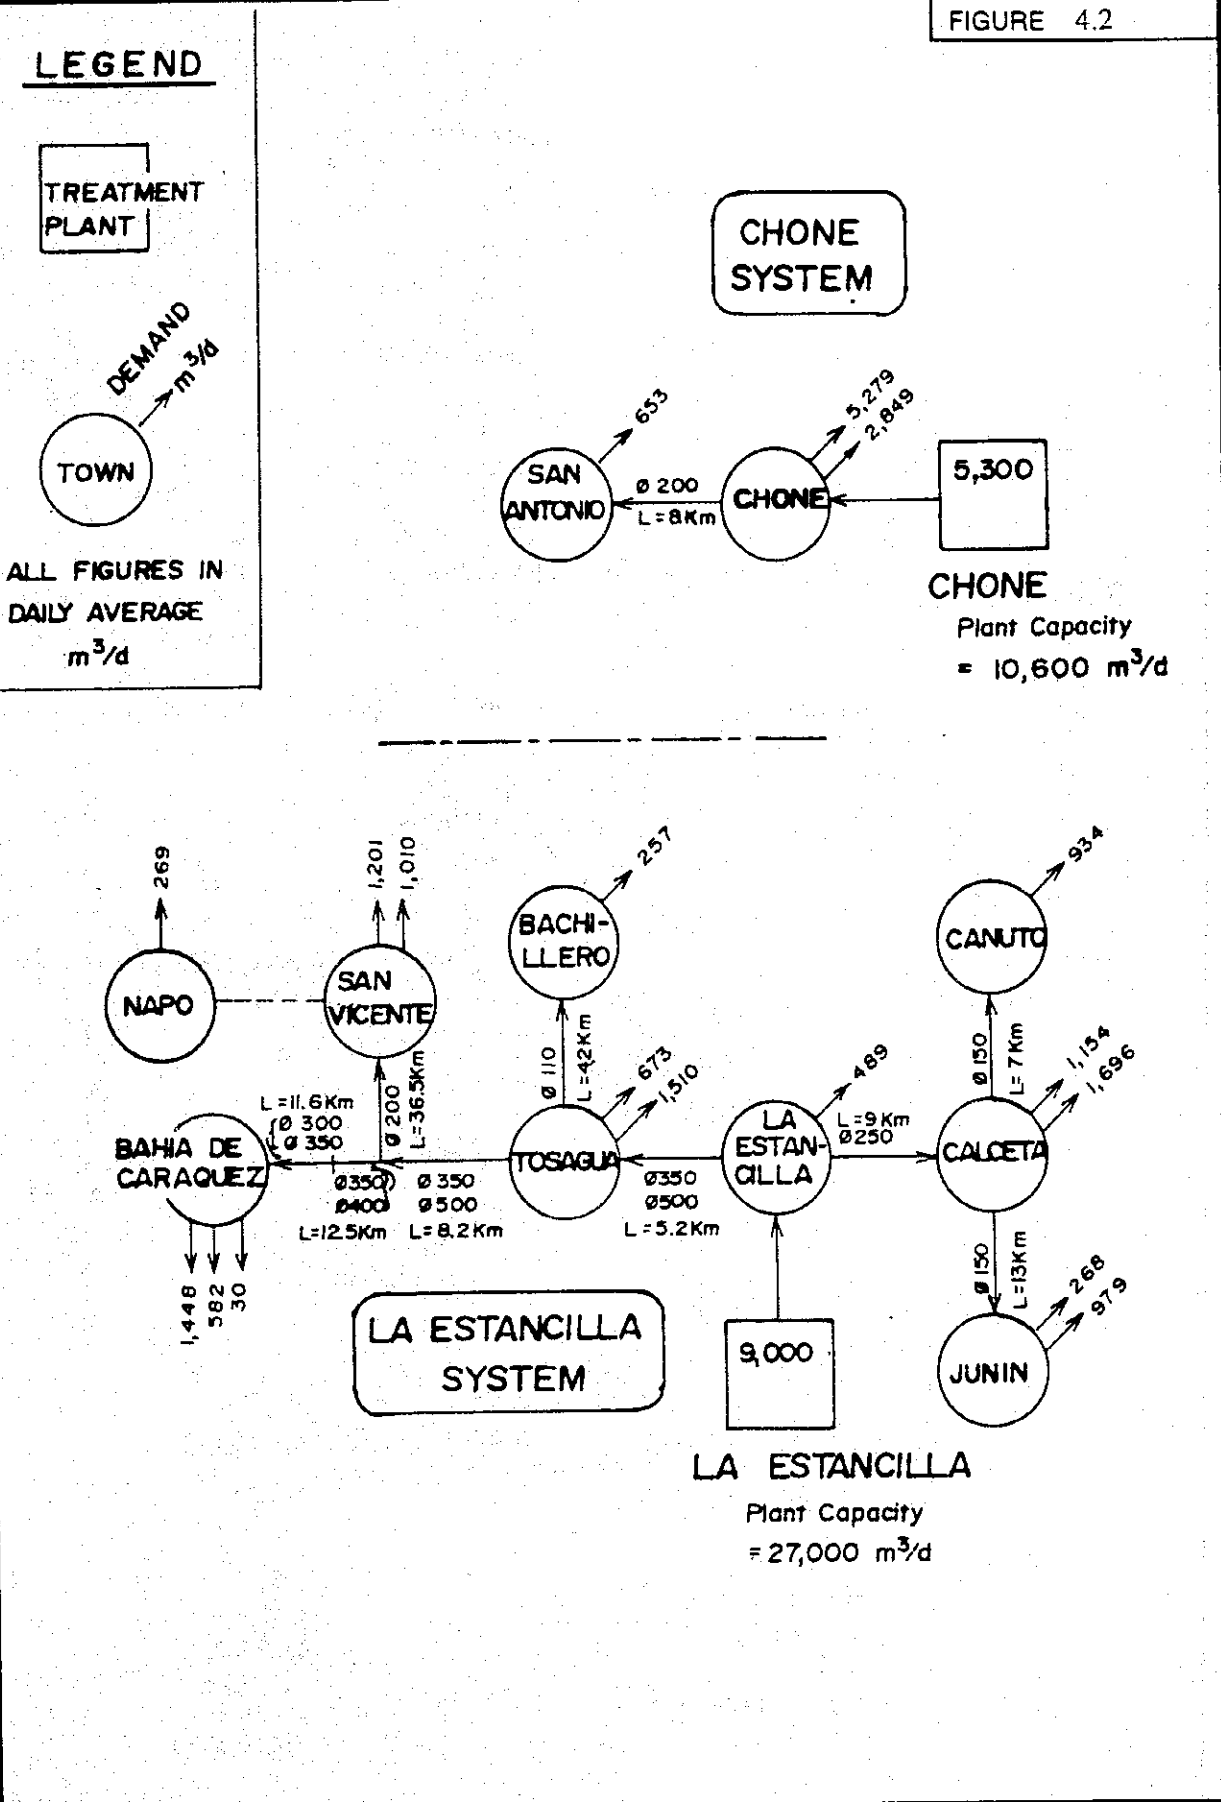 FIGURE 4.2
LEGEND
TREATMENT
PLANT
DEMAND
m³/d
TOWN
ALL FIGURES IN
DAILY AVERAGE
m³/d
CHONE
SYSTEM
653
5,279
2,849
SAN
ANTONIO
Ø 200
L=8Km
CHONE
5,300
CHONE
Plant Capacity
= 10,600 m³/d
269
1,201
1,010
257
934
NAPO
SAN
VICENTE
BACHI-
LLERO
CANUTO
Ø 200
L=36.5Km
Ø 110
L=4.2Km
673
1,510
489
Ø 150
L=7Km
1,154
1,696
L=11.6Km
Ø 300
Ø 350
BAHIA DE
CARAQUEZ
Ø350
Ø400
L=12.5Km
Ø 350
Ø500
L=8.2Km
TOSAGUA
Ø350
Ø500
L=5.2Km
LA
ESTAN-
CILLA
L=9Km
Ø250
CALCETA
1,448
582
30
Ø 150
L=13Km
268
979
LA ESTANCILLA
SYSTEM
9,000
JUNIN
LA ESTANCILLA
Plant Capacity
=27,000 m³/d